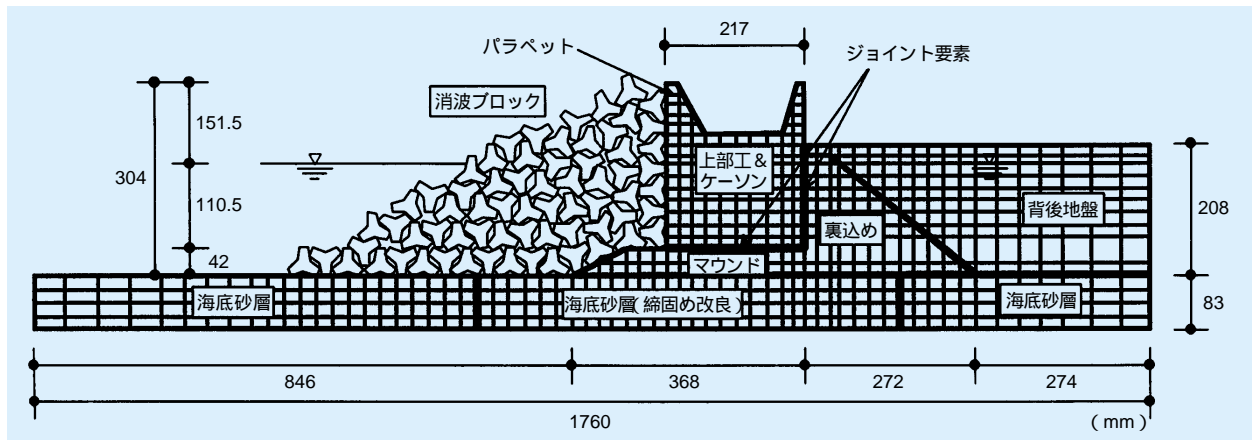 217
パラペット
ジョイント要素
消波ブロック
151.5
304
110.5
42
上部工&
ケーソン
背後地盤
208
裏込め
マウンド
海底砂層
海底砂層(締固め改良)
海底砂層
83
846
368
272
274
1760
(mm)